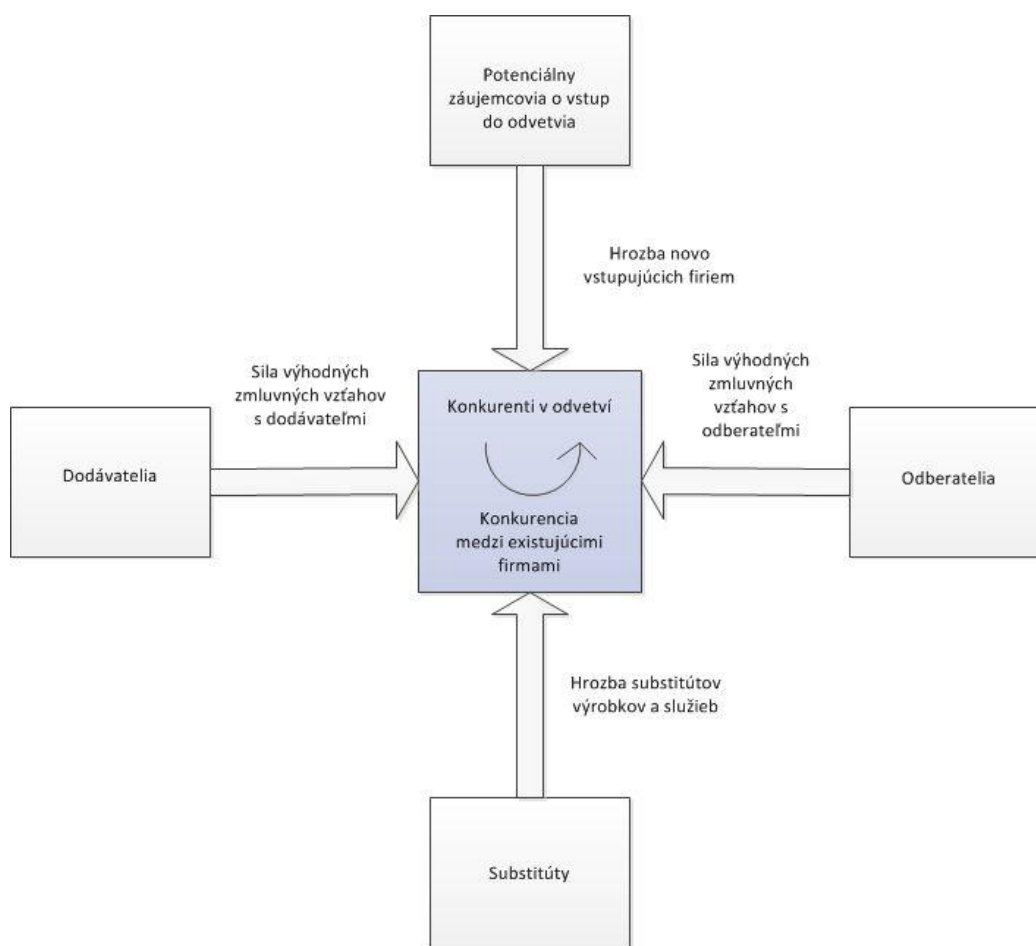 Potenciálny
záujemcovia o vstup
do odvetvia
Hrozba novo
vstupujúcich firiem
Sila výhodných
zmluvných vzťahov
s dodávateľmi
Sila výhodných
zmluvných
vzťahov s
odberateľmi
Dodávatelia
Konkurenti v odvetví
Konkurencia
medzi existujúcimi
firmami
Odberatelia
Hrozba substitútov
výrobkov a služieb
Substitúty